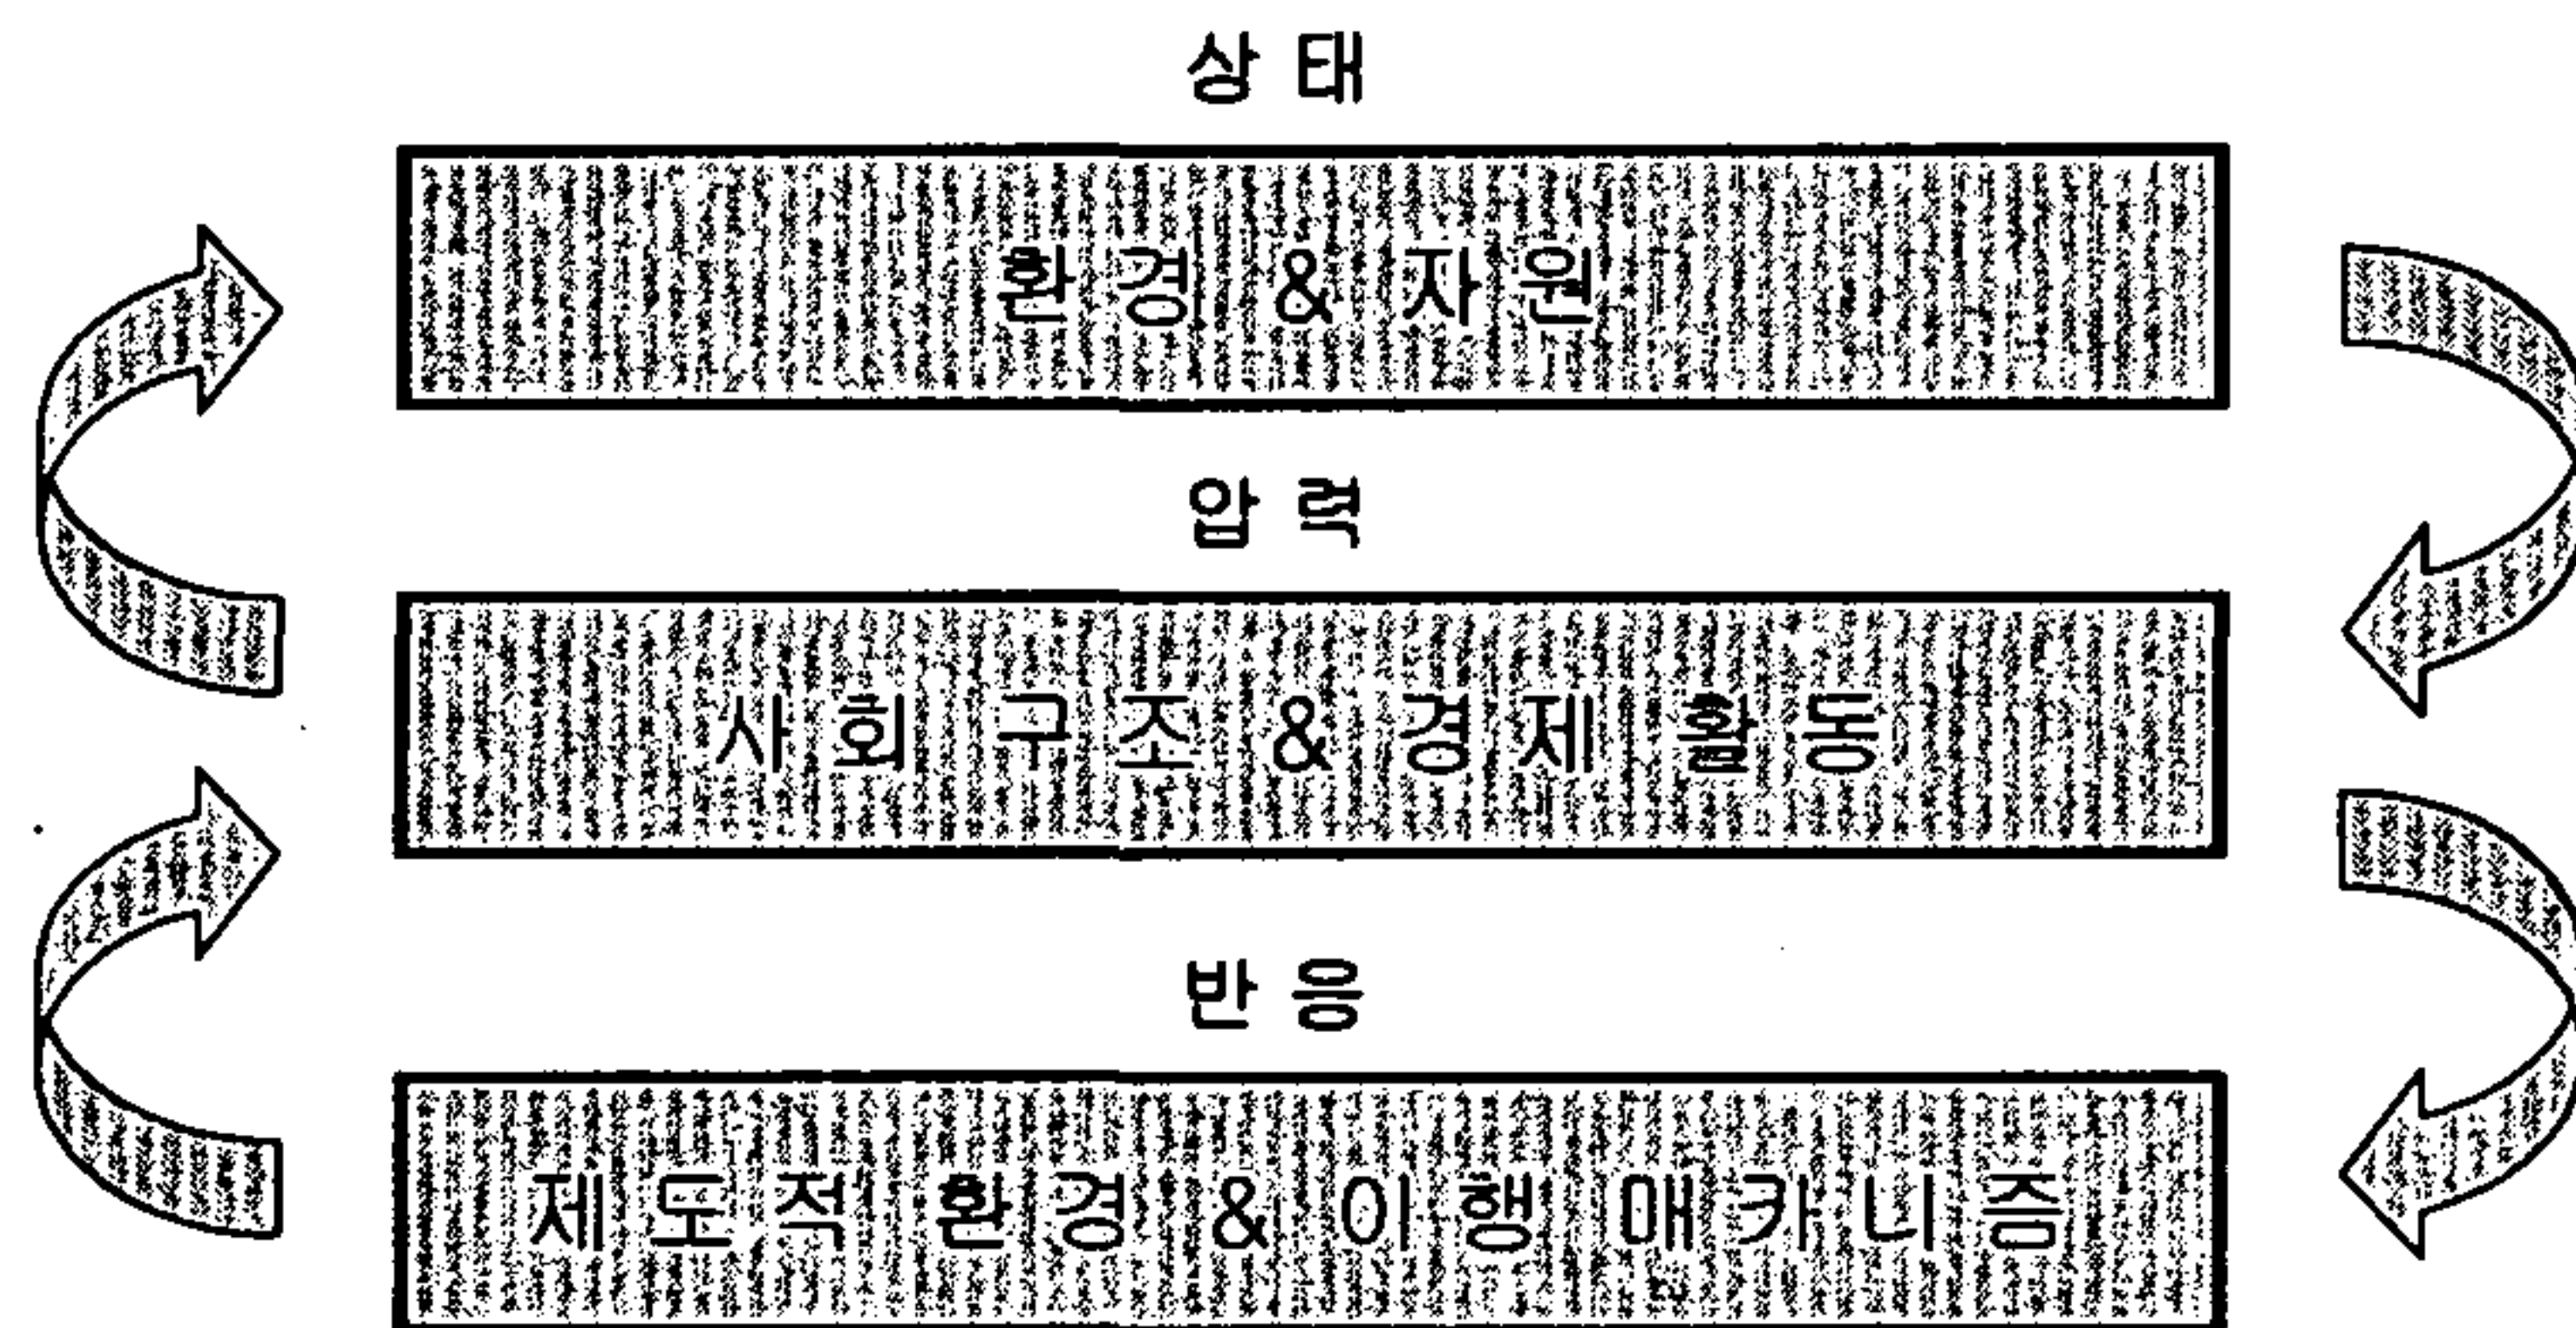 상 태
환 경 & 자 원
압 력
사 회 구 조 & 경 제 활 동
반 응
제 도 적 환 경 & 이 행 매 카 니 즘